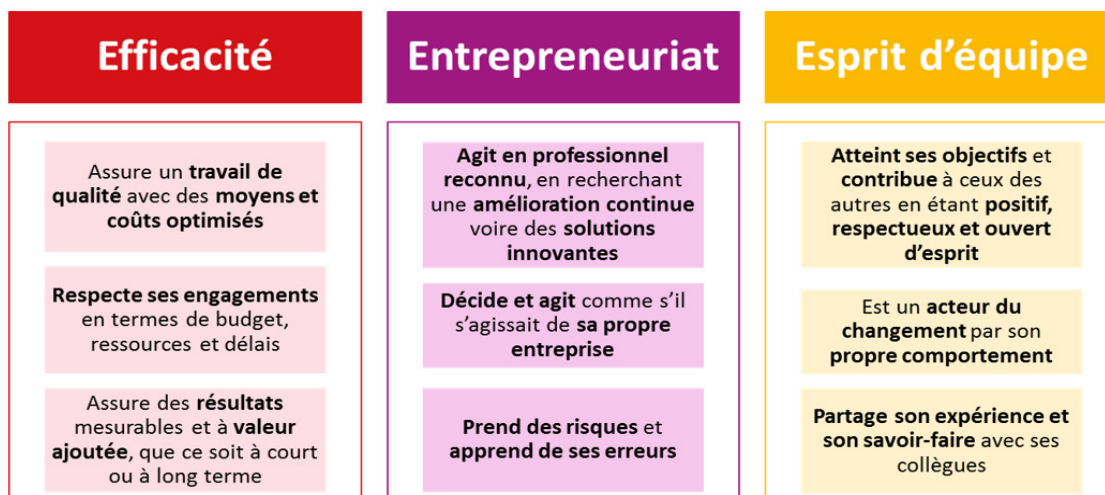 Efficacité
Assure un travail de
qualité avec des moyens et
coûts optimisés
Respecte ses engagements
en termes de budget,
ressources et délais
Assure des résultats
mesurables et à valeur
ajoutée, que ce soit à court
ou à long terme
Entrepreneuriat
Agit en professionnel
reconnu, en recherchant
une amélioration continue
voire des solutions
innovantes
Décide et agit comme s’il
s’agissait de sa propre
entreprise
Prend des risques et
apprend de ses erreurs
Esprit d’équipe
Atteint ses objectifs et
contribue à ceux des
autres en étant positif,
respectueux et ouvert
d’esprit
Est un acteur du
changement par son
propre comportement
Partage son expérience et
son savoir-faire avec ses
collègues